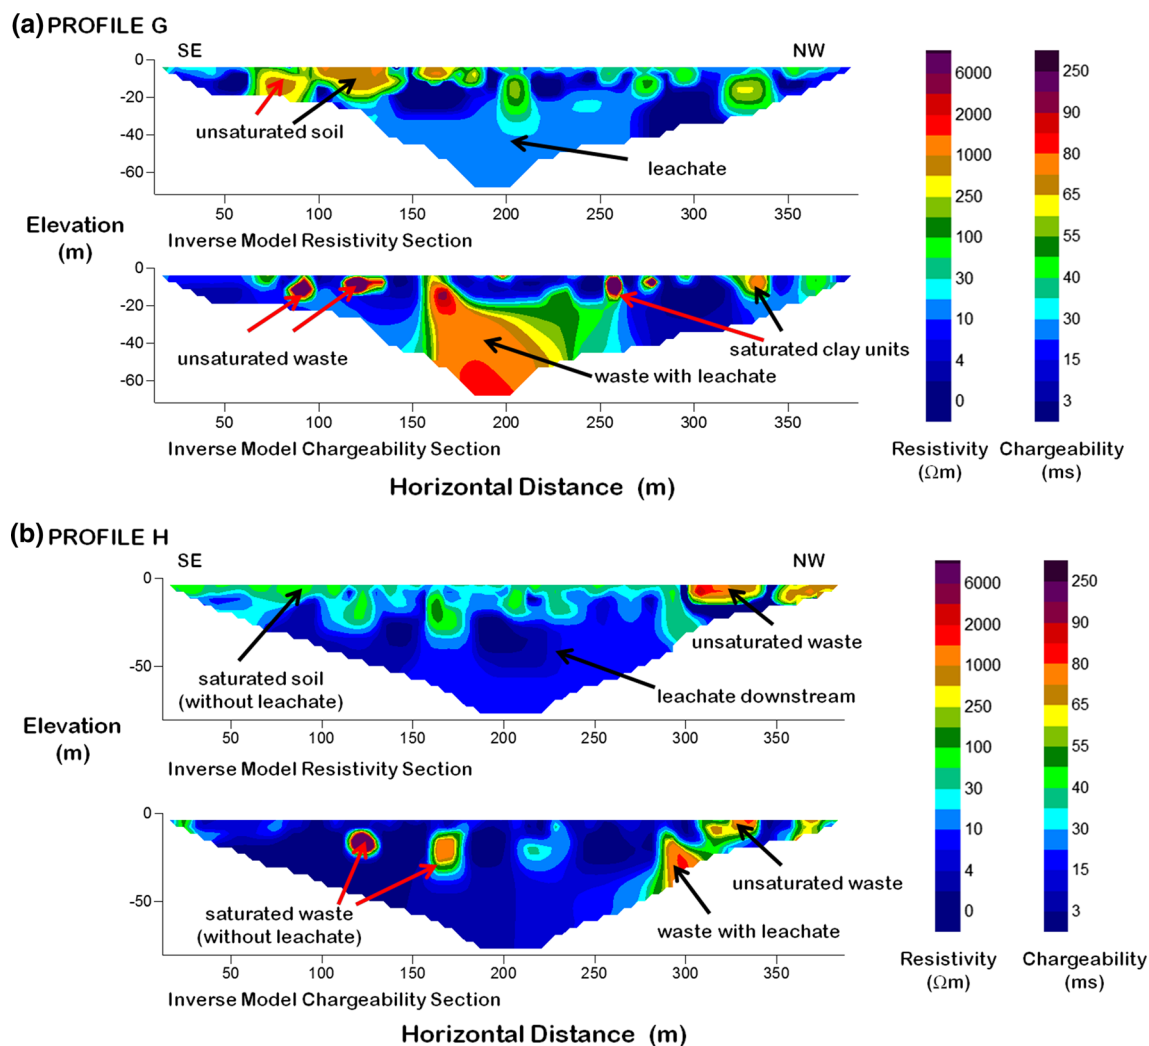 (a) PROFILE G
SE
NW
0
-20
-40
-60
unsaturated soil
leachate
50 100 150 200 250 300 350
Inverse Model Resistivity Section
Elevation
(m)
0
-20
-40
-60
unsaturated waste
waste with leachate
saturated clay units
50 100 150 200 250 300 350
Inverse Model Chargeability Section
Horizontal Distance (m)
6000
2000
1000
250
100
30
10
4
0
Resistivity
(Ωm)
250
90
80
65
55
40
30
15
3
Chargeability
(ms)
(b) PROFILE H
SE
NW
0
-50
saturated soil
(without leachate)
unsaturated waste
leachate downstream
50 100 150 200 250 300 350
Inverse Model Resistivity Section
Elevation
(m)
0
-50
saturated waste
(without leachate)
unsaturated waste
waste with leachate
50 100 150 200 250 300 350
Inverse Model Chargeability Section
Horizontal Distance (m)
6000
2000
1000
250
100
30
10
4
0
Resistivity
(Ωm)
250
90
80
65
55
40
30
15
3
Chargeability
(ms)